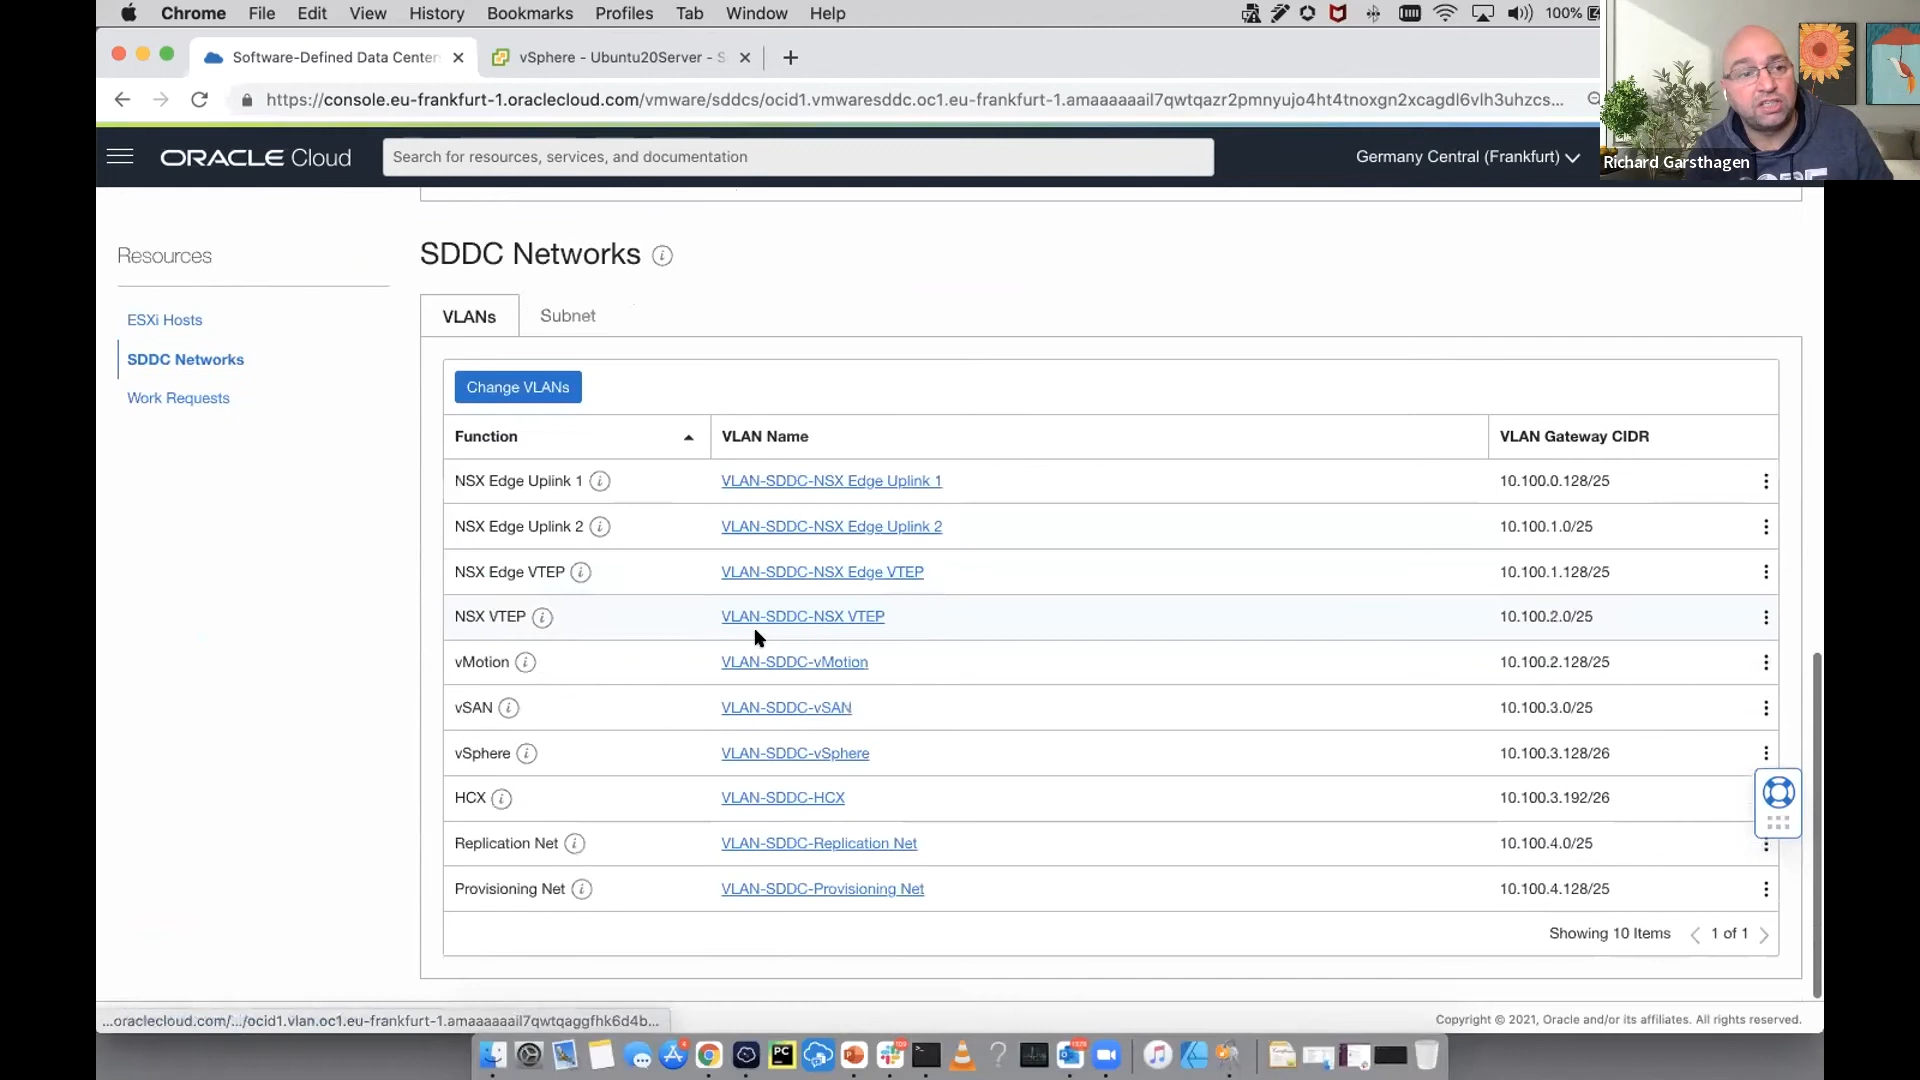 Chrome File Edit View History Bookmarks Profiles Tab Window Help 100%
Software-Defined Data Center
vSphere - Ubuntu20Server - S
https://console.eu-frankfurt-1.oraclecloud.com/vmware/sddcs/ocid1.vmwaresddc.oc1.eu-frankfurt-1.amaaaaaail7qwtqazr2pmnyujo4ht4tnoxgn2xcagdl6vlh3uhzcs...
ORACLE Cloud
Search for resources, services, and documentation
Germany Central (Frankfurt)
Richard Garsthagen
Resources
ESXi Hosts
SDDC Networks
Work Requests
SDDC Networks
VLANs Subnet
Change VLANs
Function VLAN Name VLAN Gateway CIDR
NSX Edge Uplink 1 VLAN-SDDC-NSX Edge Uplink 1 10.100.0.128/25
NSX Edge Uplink 2 VLAN-SDDC-NSX Edge Uplink 2 10.100.1.0/25
NSX Edge VTEP VLAN-SDDC-NSX Edge VTEP 10.100.1.128/25
NSX VTEP VLAN-SDDC-NSX VTEP 10.100.2.0/25
vMotion VLAN-SDDC-vMotion 10.100.2.128/25
vSAN VLAN-SDDC-vSAN 10.100.3.0/25
vSphere VLAN-SDDC-vSphere 10.100.3.128/26
HCX VLAN-SDDC-HCX 10.100.3.192/26
Replication Net VLAN-SDDC-Replication Net 10.100.4.0/25
Provisioning Net VLAN-SDDC-Provisioning Net 10.100.4.128/25
Showing 10 Items 1 of 1
...oraclecloud.com/.../ocid1.vlan.oc1.eu-frankfurt-1.amaaaaaail7qwtqaggfhk6d4b...
Copyright © 2021, Oracle and/or its affiliates. All rights reserved.
PC